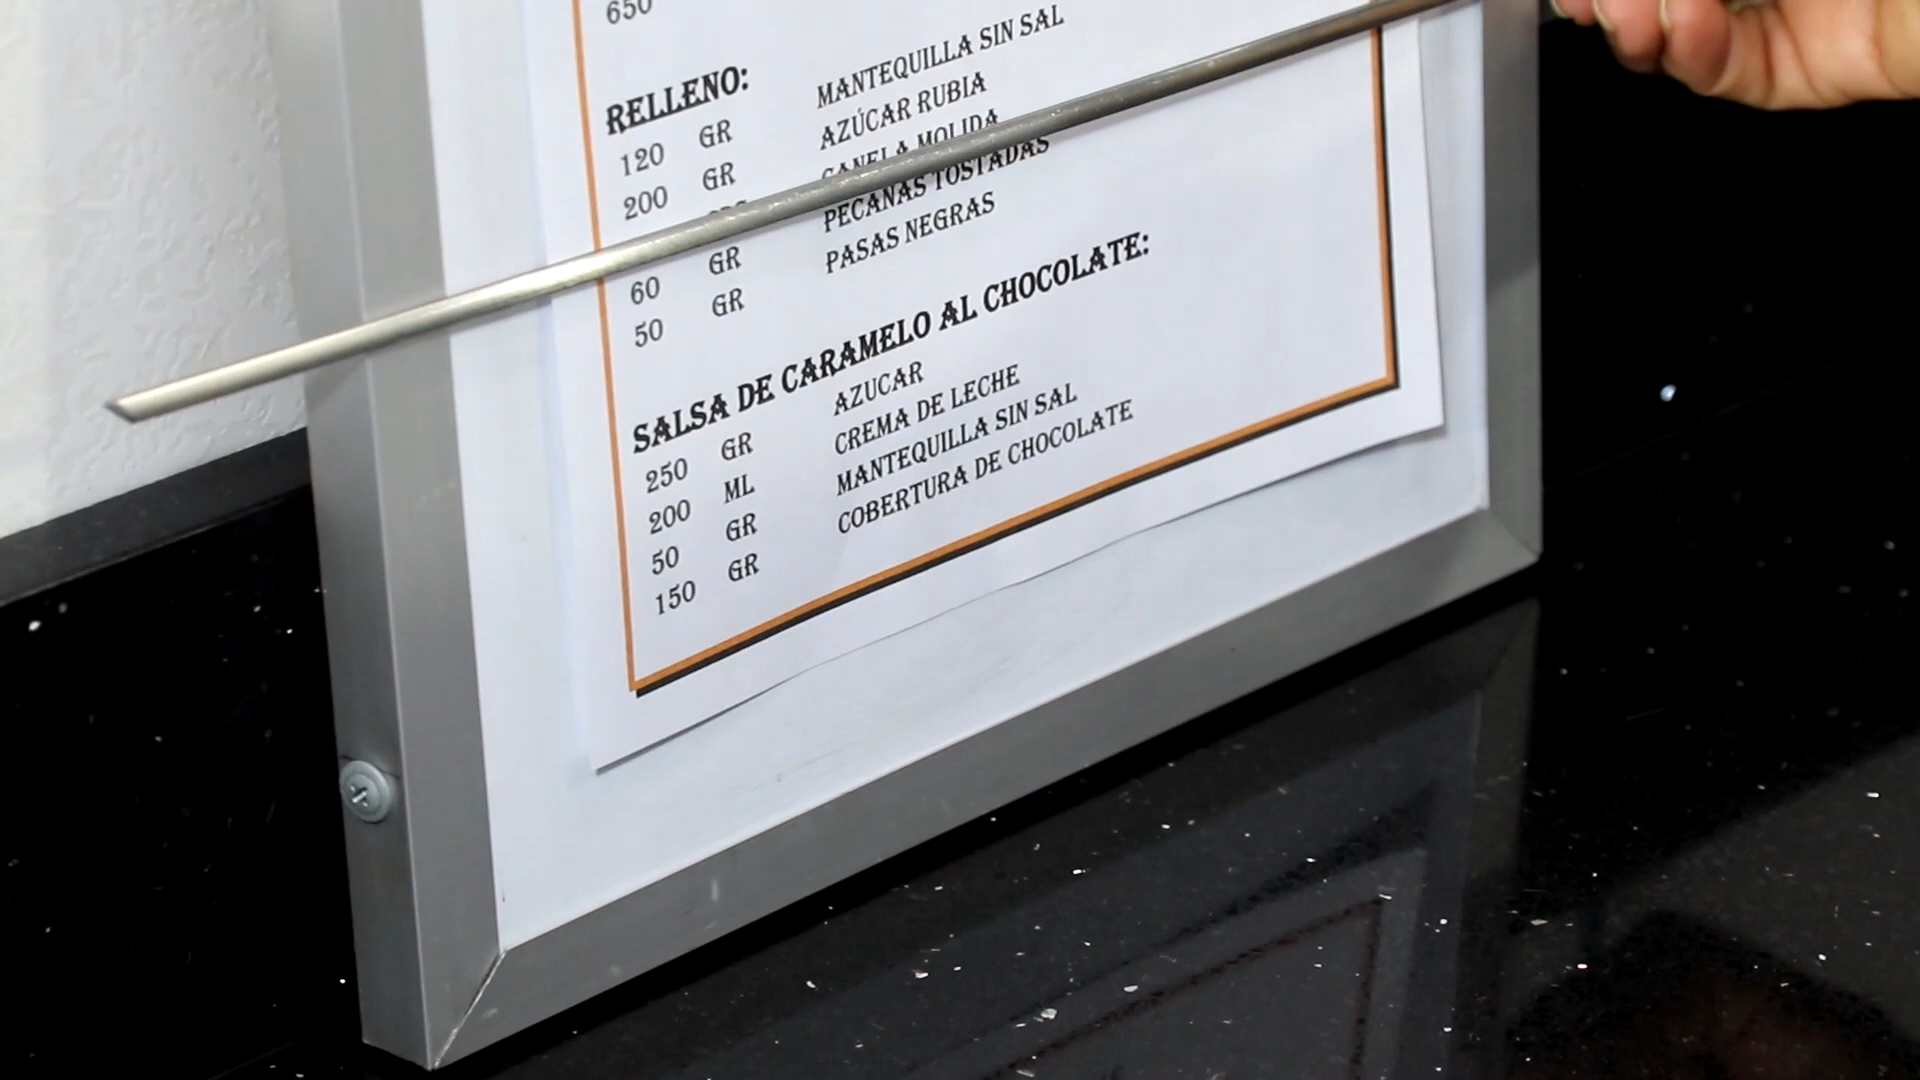 650
RELLENO:
120 GR MANTEQUILLA SIN SAL
200 GR AZÚCAR RUBIA
CANELA MOLIDA
60 GR PECANAS TOSTADAS
50 GR PASAS NEGRAS
SALSA DE CARAMELO AL CHOCOLATE:
250 GR AZUCAR
200 ML CREMA DE LECHE
50 GR MANTEQUILLA SIN SAL
150 GR COBERTURA DE CHOCOLATE